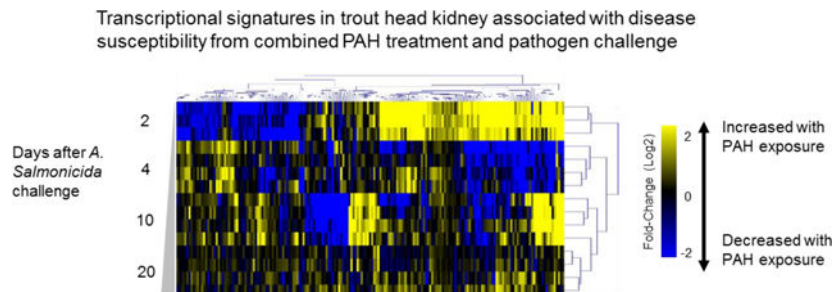 Transcriptional signatures in trout head kidney associated with disease
susceptibility from combined PAH treatment and pathogen challenge
Days after A.
Salmonicida
challenge
2
4
10
20
2
0
-2
Fold-Change (Log2)
Increased with
PAH exposure
Decreased with
PAH exposure